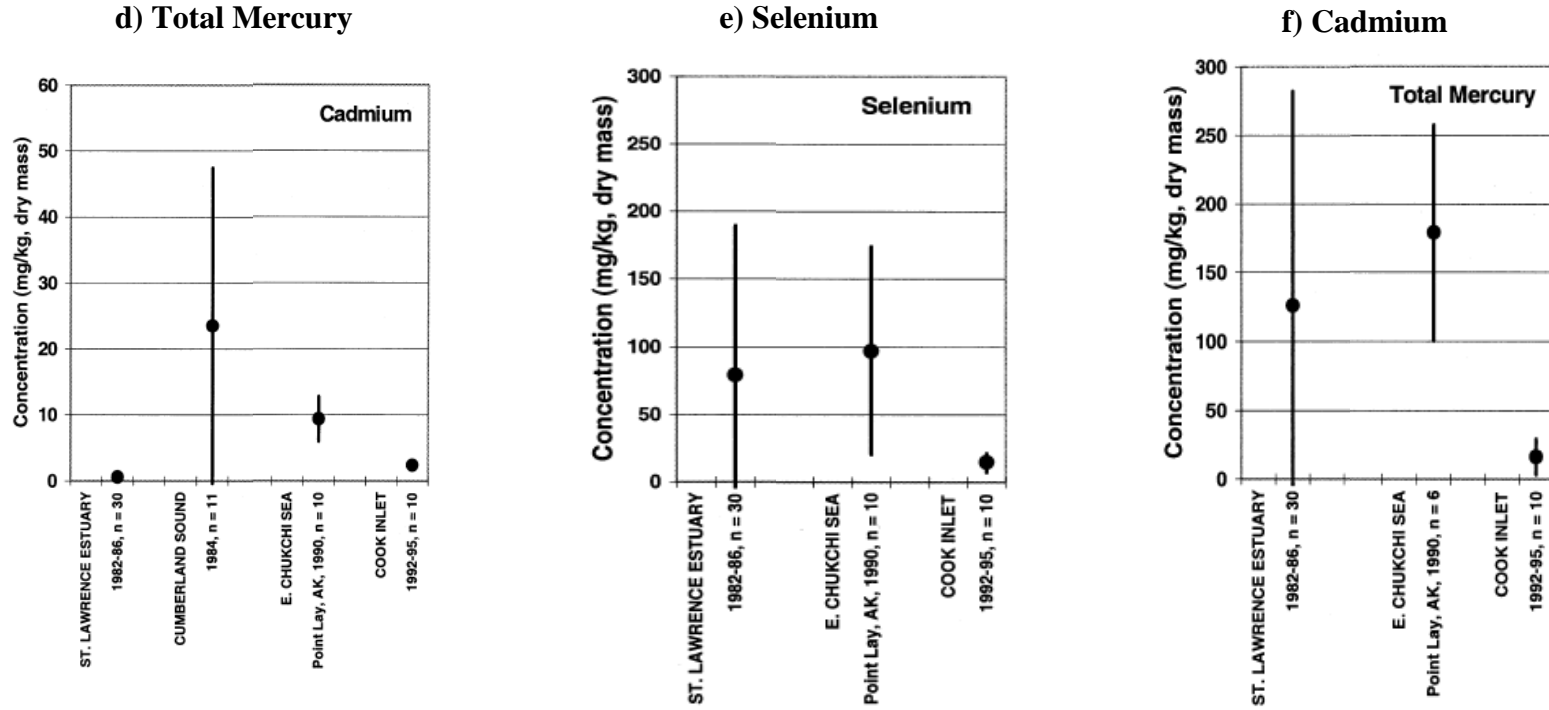 d) Total Mercury
Cadmium
Concentration (mg/kg, dry mass)
60
50
40
30
20
10
0
ST. LAWRENCE ESTUARY
1982-86, n = 30
CUMBERLAND SOUND
1984, n = 11
E. CHUKCHI SEA
Point Lay, AK, 1990, n = 10
COOK INLET
1992-95, n = 10
e) Selenium
Selenium
Concentration (mg/kg, dry mass)
300
250
200
150
100
50
0
ST. LAWRENCE ESTUARY
1982-86, n = 30
E. CHUKCHI SEA
Point Lay, AK, 1990, n = 10
COOK INLET
1992-95, n = 10
f) Cadmium
Total Mercury
Concentration (mg/kg, dry mass)
300
250
200
150
100
50
0
ST. LAWRENCE ESTUARY
1982-86, n = 30
E. CHUKCHI SEA
Point Lay, AK, 1990, n = 6
COOK INLET
1992-95, n = 10